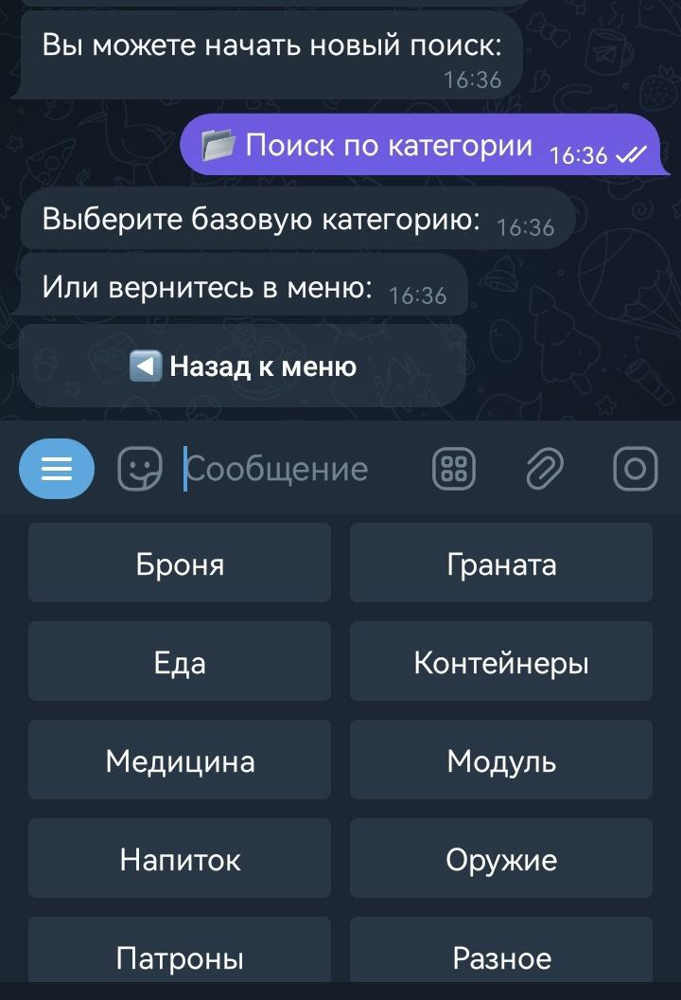 Вы можете начать новый поиск:
16:36
Поиск по категории 16:36
Выберите базовую категорию: 16:36
Или вернитесь в меню: 16:36
Назад к меню
Сообщение
Броня
Граната
Еда
Контейнеры
Медицина
Модуль
Напиток
Оружие
Патроны
Разное